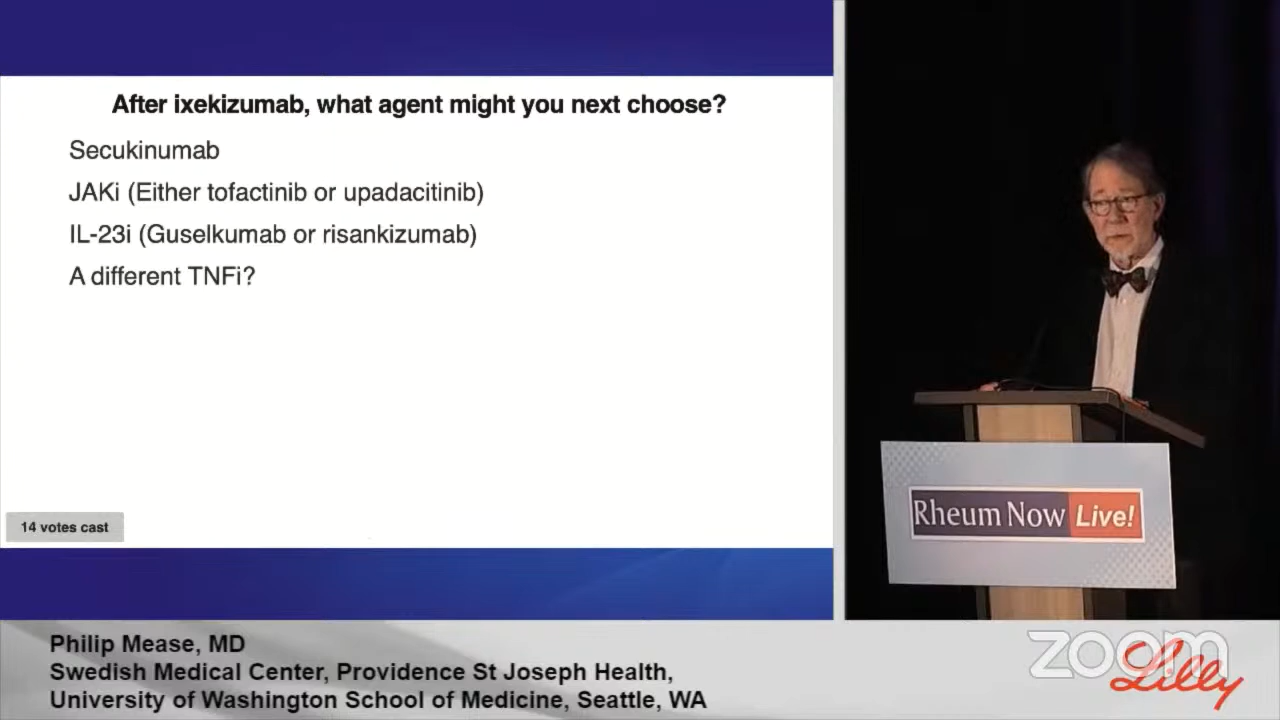 After ixekizumab, what agent might you next choose?
Secukinumab
JAKi (Either tofactinib or upadacitinib)
IL-23i (Guselkumab or risankizumab)
A different TNFi?
14 votes cast
Rheum Now Live!
Philip Mease, MD
Swedish Medical Center, Providence St Joseph Health,
University of Washington School of Medicine, Seattle, WA
zoom
Lilly